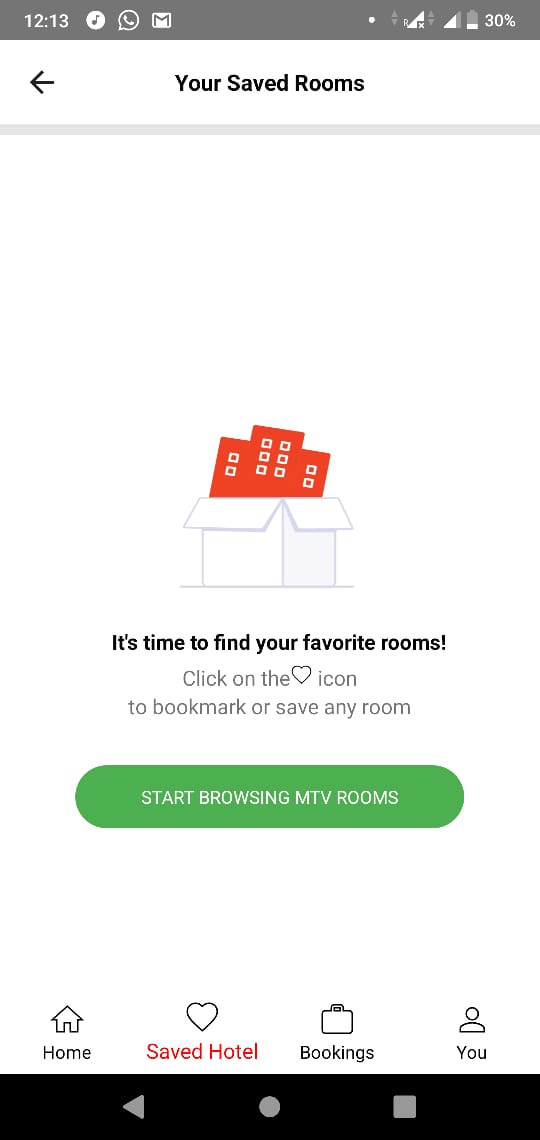 12:13
R
30%
Your Saved Rooms
It's time to find your favorite rooms!
Click on the icon
to bookmark or save any room
START BROWSING MTV ROOMS
Home
Saved Hotel
Bookings
You